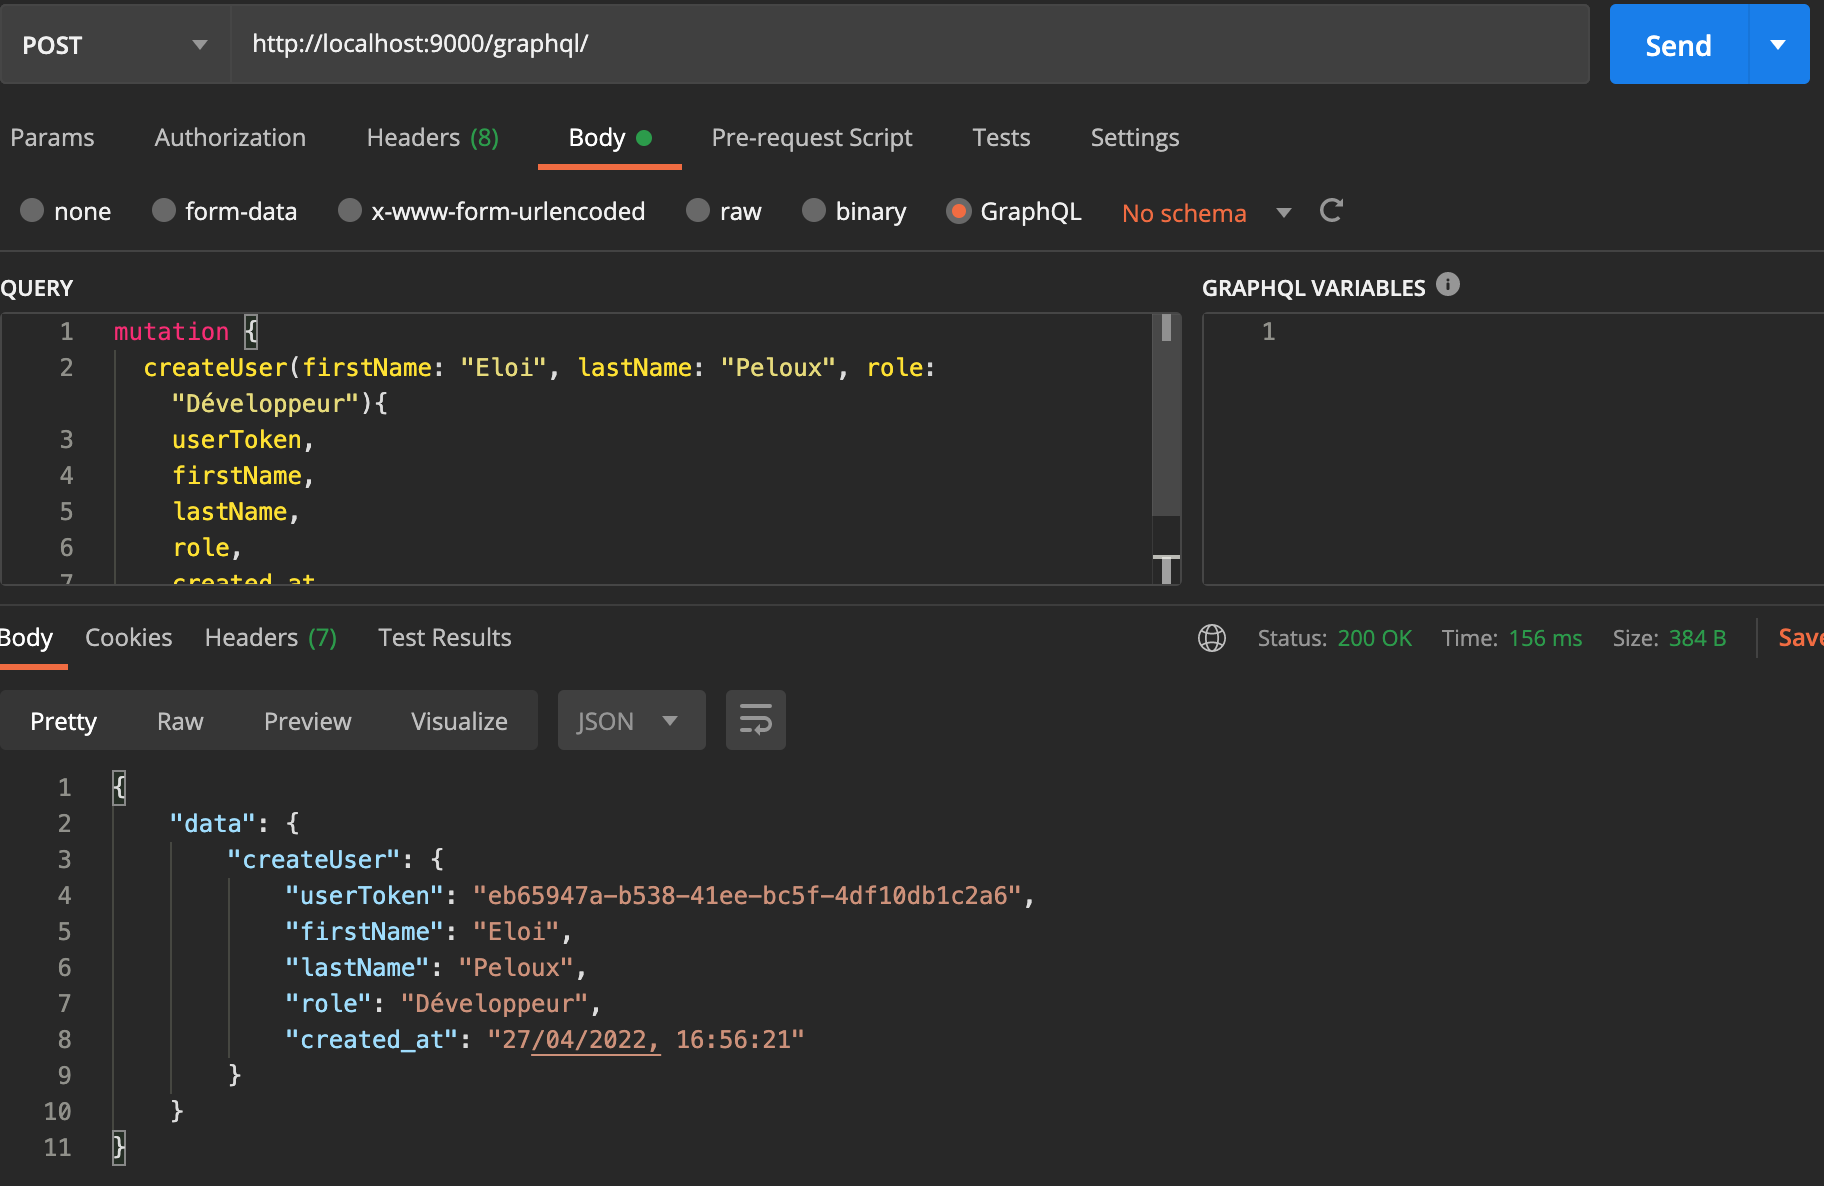 POST http://localhost:9000/graphql/ Send
Params Authorization Headers (8) Body Pre-request Script Tests Settings
none form-data x-www-form-urlencoded raw binary GraphQL No schema
QUERY
1 mutation {
2 createUser(firstName: "Eloi", lastName: "Peloux", role:
"Développeur"){
3 userToken,
4 firstName,
5 lastName,
6 role,
7 created_at
GRAPHQL VARIABLES
1
Body Cookies Headers (7) Test Results Status: 200 OK Time: 156 ms Size: 384 B Save
Pretty Raw Preview Visualize JSON
1 {
2 "data": {
3 "createUser": {
4 "userToken": "eb65947a-b538-41ee-bc5f-4df10db1c2a6",
5 "firstName": "Eloi",
6 "lastName": "Peloux",
7 "role": "Développeur",
8 "created_at": "27/04/2022, 16:56:21"
9 }
10 }
11 }